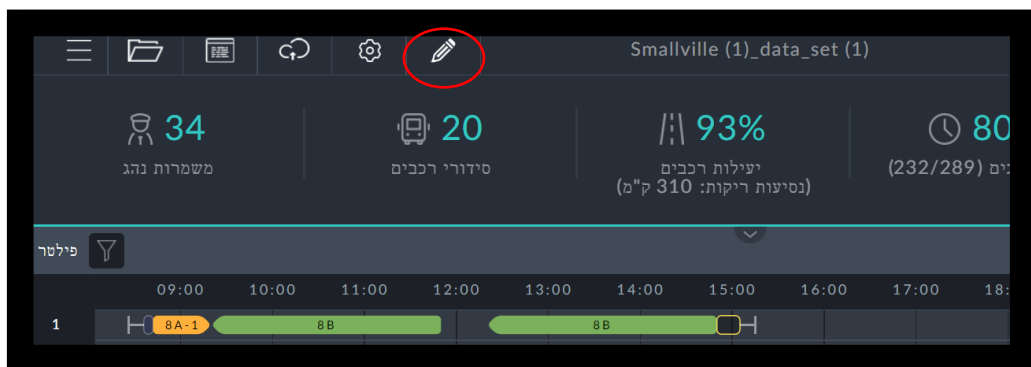 Smallville (1)_data_set (1)
34
20
93%
80
משמרות נהג
סידורי רכבים
יעילות רכבים
(נסיעות ריקות: 310 ק"מ)
(232/289)
פילטר
09:00 10:00 11:00 12:00 13:00 14:00 15:00 16:00 17:00 18:
1 8A-1 8B 8B